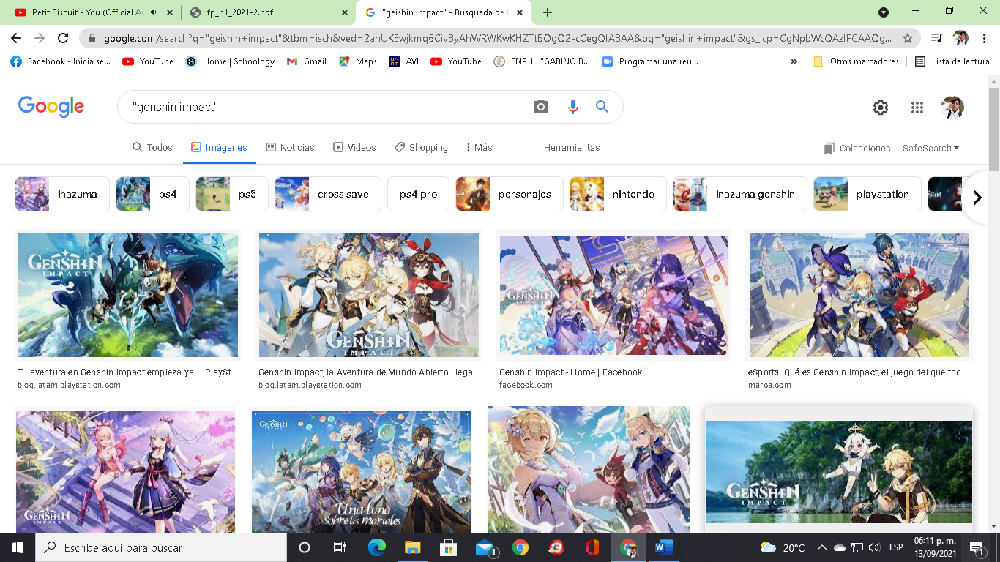 Petit Biscuit - You (Official Au
fp_p1_2021-2.pdf
"geishin impact" - Búsqueda de G
google.com/search?q="geishin+impact"&tbm=isch&ved=2ahUKEwjkmq6Civ3yAhWRWKwKHZTtBOgQ2-cCegQIABAA&oq="geishin+impact"&gs_lcp=CgNpbWcQAzIFCAAQg...
Facebook - Inicia se...
YouTube
Home | Schoology
Gmail
Maps
AVI
YouTube
ENP 1 | "GABINO B...
Programar una reu...
»
Otros marcadores
Lista de lectura
Google
"genshin impact"
Todos
Imágenes
Noticias
Videos
Shopping
Más
Herramientas
Colecciones
SafeSearch
inazuma
ps4
ps5
cross save
ps4 pro
personajes
nintendo
inazuma genshin
playstation
GENSHIN
IMPACT
GENSHIN
IMPACT
GENSHIN
IMPACT
Tu aventura en Genshin Impact empieza ya – PlaySt...
blog.latam.playstation.com
Genshin Impact, la Aventura de Mundo Abierto Llega...
blog.latam.playstation.com
Genshin Impact - Home | Facebook
facebook.com
eSports: Qué es Genshin Impact, el juego del que tod...
marca.com
GENSHIN
IMPACT
GENSHIN
IMPACT
Una luna
sobre los mortales
GENSHIN
IMPACT
Escribe aquí para buscar
1
20°C
ESP
06:11 p. m.
13/09/2021
1